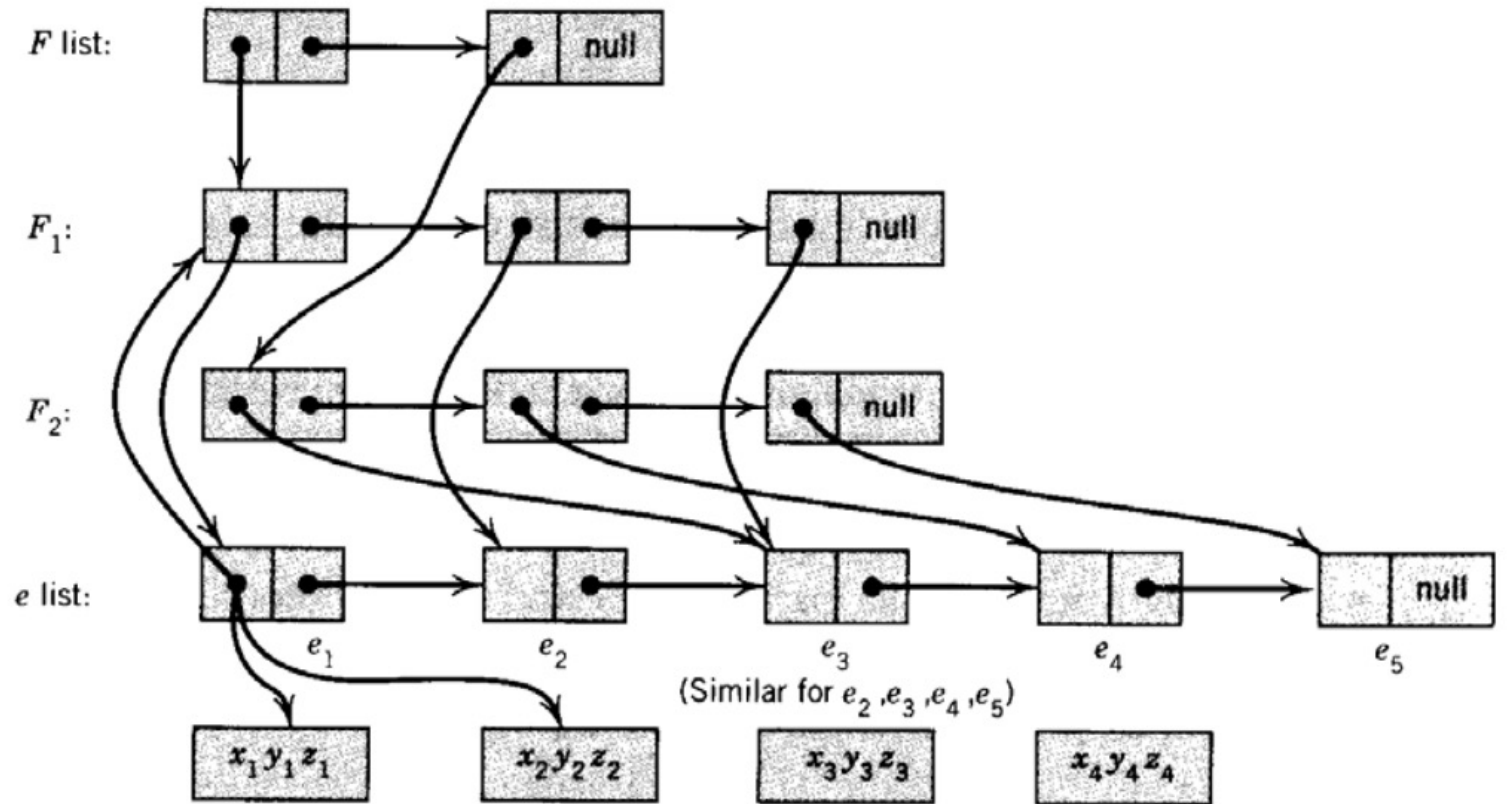 F list: null
F₁: null
F₂: null
e list: null
e₁ e₂ e₃ e₄ e₅
(Similar for e₂ ,e₃ ,e₄ ,e₅)
x₁y₁z₁ x₂y₂z₂ x₃y₃z₃ x₄y₄z₄